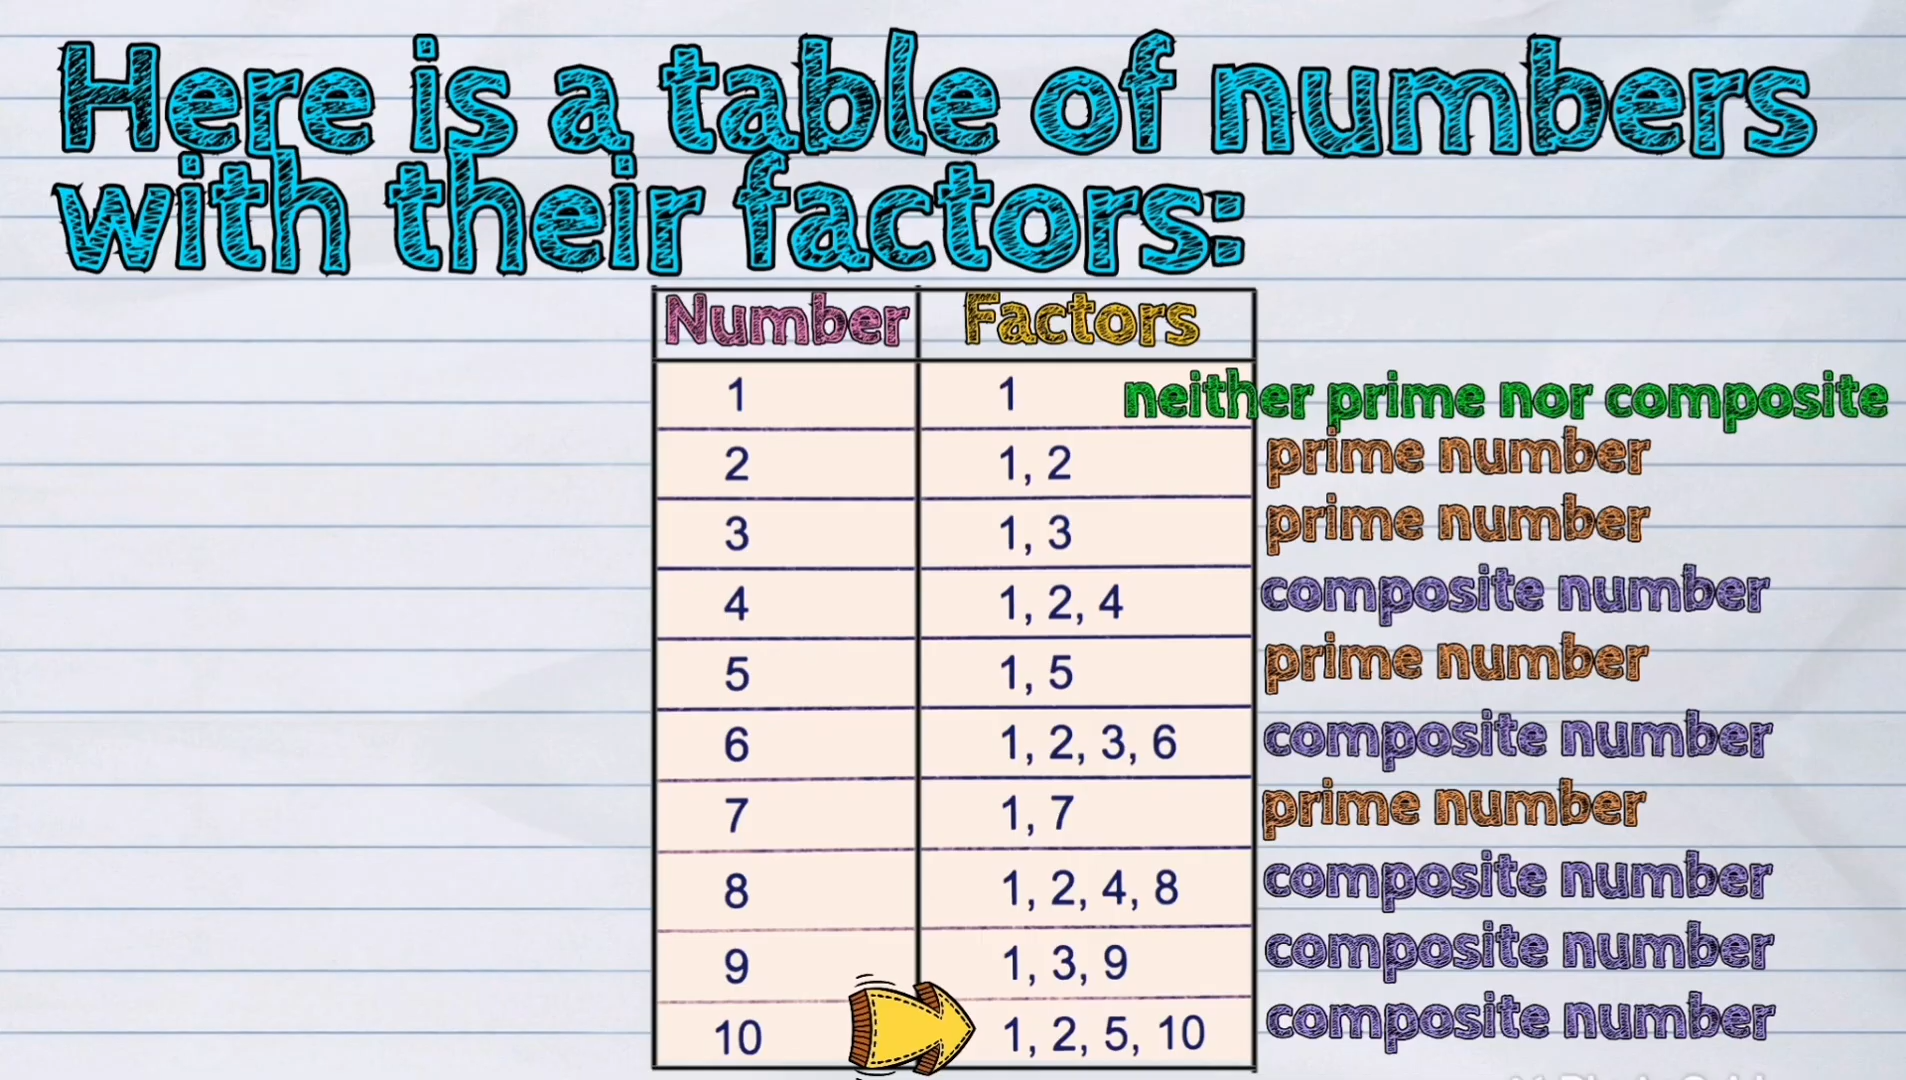 Here is a table of numbers
with their factors:
Number Factors
1 1 neither prime nor composite
2 1, 2 prime number
3 1, 3 prime number
4 1, 2, 4 composite number
5 1, 5 prime number
6 1, 2, 3, 6 composite number
7 1, 7 prime number
8 1, 2, 4, 8 composite number
9 1, 3, 9 composite number
10 1, 2, 5, 10 composite number